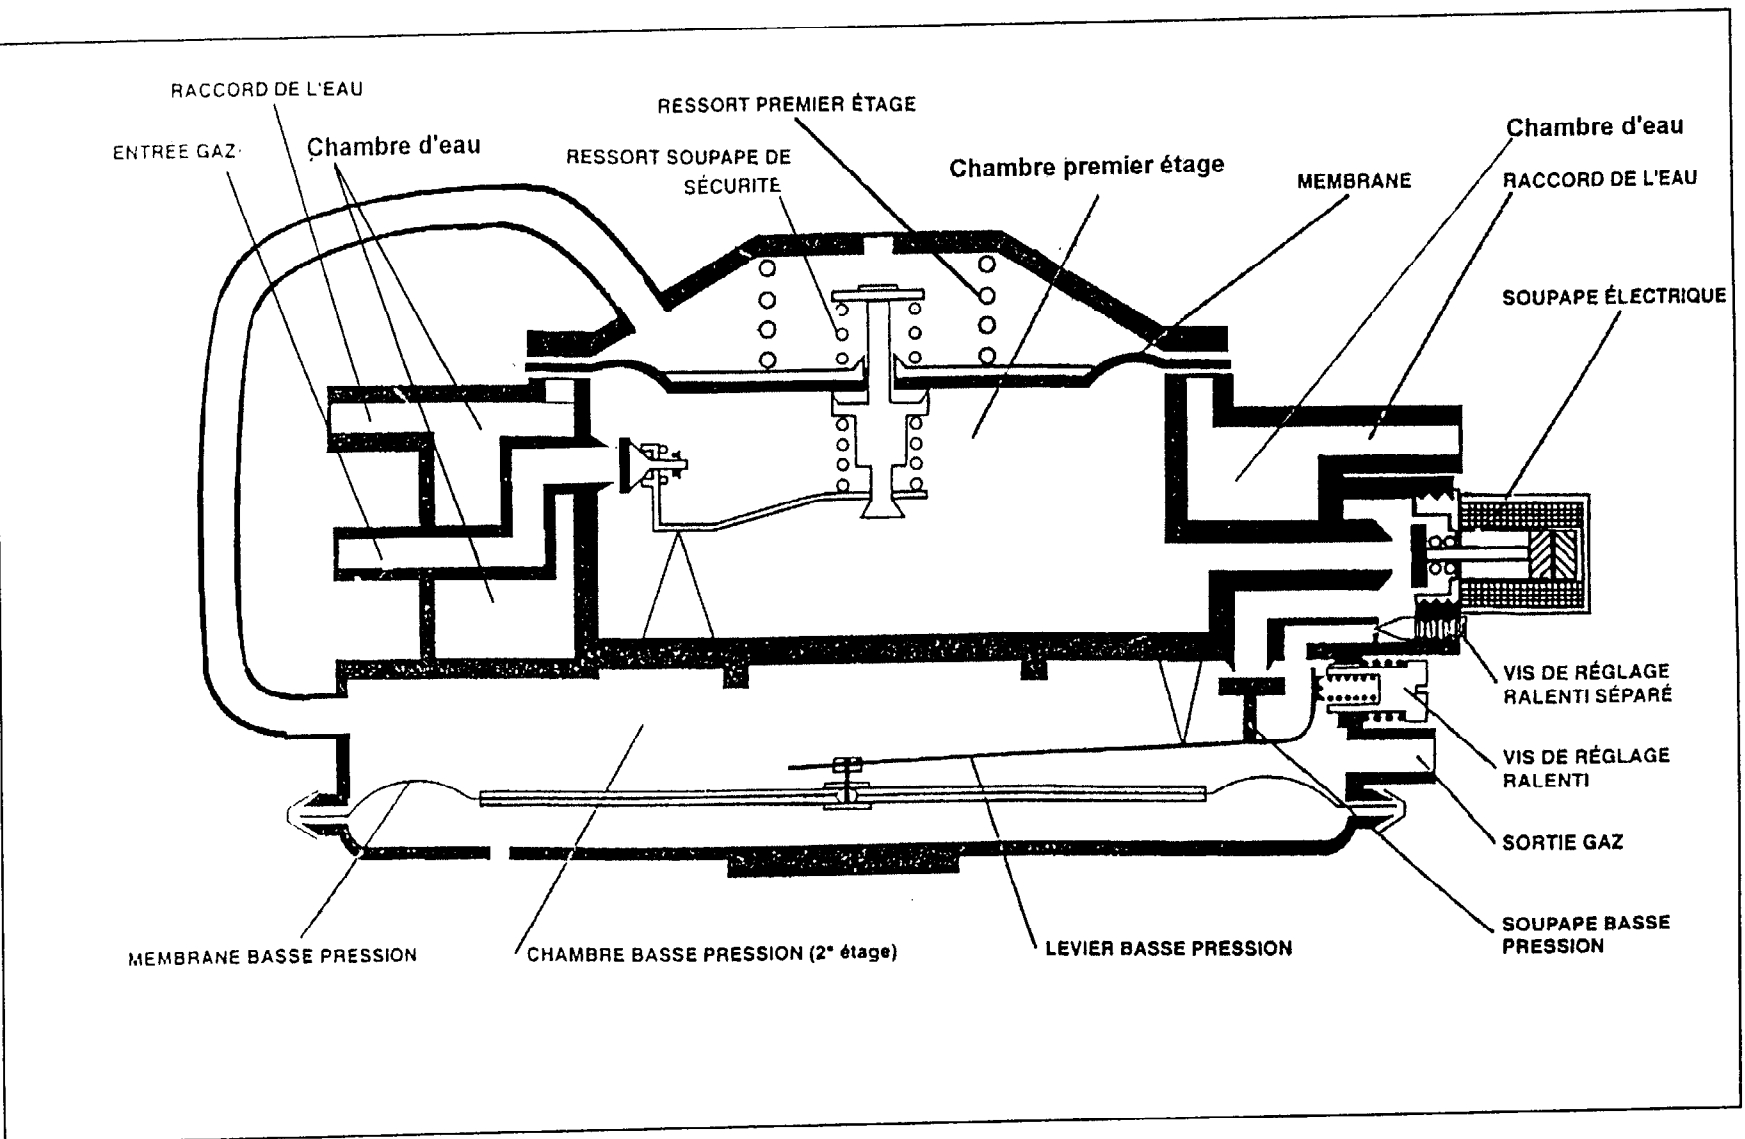 RACCORD DE L'EAU
ENTREE GAZ
Chambre d'eau
RESSORT PREMIER ÉTAGE
RESSORT SOUPAPE DE
SÉCURITE
Chambre premier étage
MEMBRANE
Chambre d'eau
RACCORD DE L'EAU
SOUPAPE ÉLECTRIQUE
VIS DE RÉGLAGE
RALENTI SÉPARÉ
VIS DE RÉGLAGE
RALENTI
SORTIE GAZ
SOUPAPE BASSE
PRESSION
LEVIER BASSE PRESSION
CHAMBRE BASSE PRESSION (2e étage)
MEMBRANE BASSE PRESSION